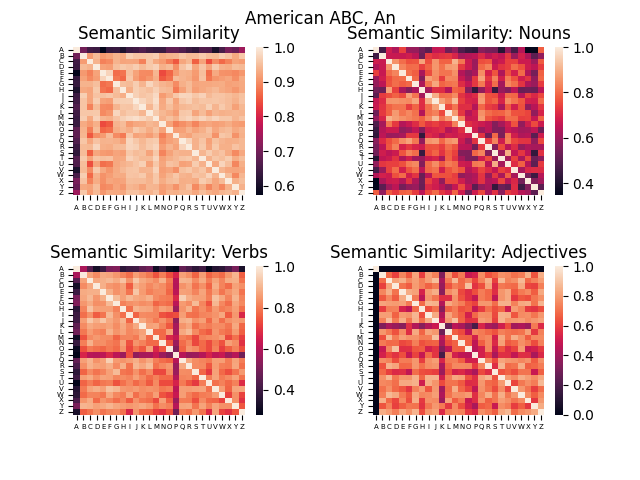 American ABC, An
Semantic Similarity
Semantic Similarity: Nouns
A
B
C
D
E
F
G
H
I
J
K
L
M
N
O
P
Q
R
S
T
U
V
W
X
Y
Z
1.0
0.9
0.8
0.7
0.6
1.0
0.8
0.6
0.4
A B C D E F G H I J K L M N O P Q R S T U V W X Y Z
A B C D E F G H I J K L M N O P Q R S T U V W X Y Z
Semantic Similarity: Verbs
Semantic Similarity: Adjectives
1.0
0.8
0.6
0.4
1.0
0.8
0.6
0.4
0.2
0.0
A B C D E F G H I J K L M N O P Q R S T U V W X Y Z
A B C D E F G H I J K L M N O P Q R S T U V W X Y Z